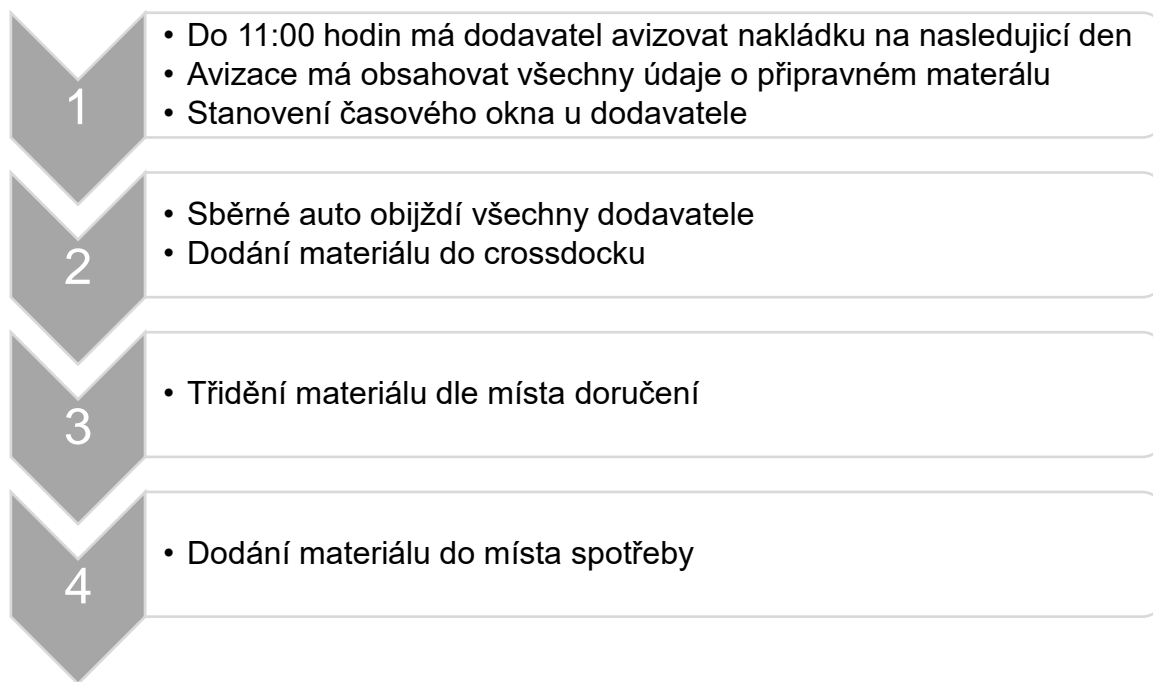 1
• Do 11:00 hodin má dodavatel avizovat nakládku na nasledujicí den
• Avizace má obsahovat všechny údaje o připravném materálu
• Stanovení časového okna u dodavatele
2
• Sběrné auto obijždí všechny dodavatele
• Dodání materiálu do crossdocku
3
• Třidění materiálu dle místa doručení
4
• Dodání materiálu do místa spotřeby